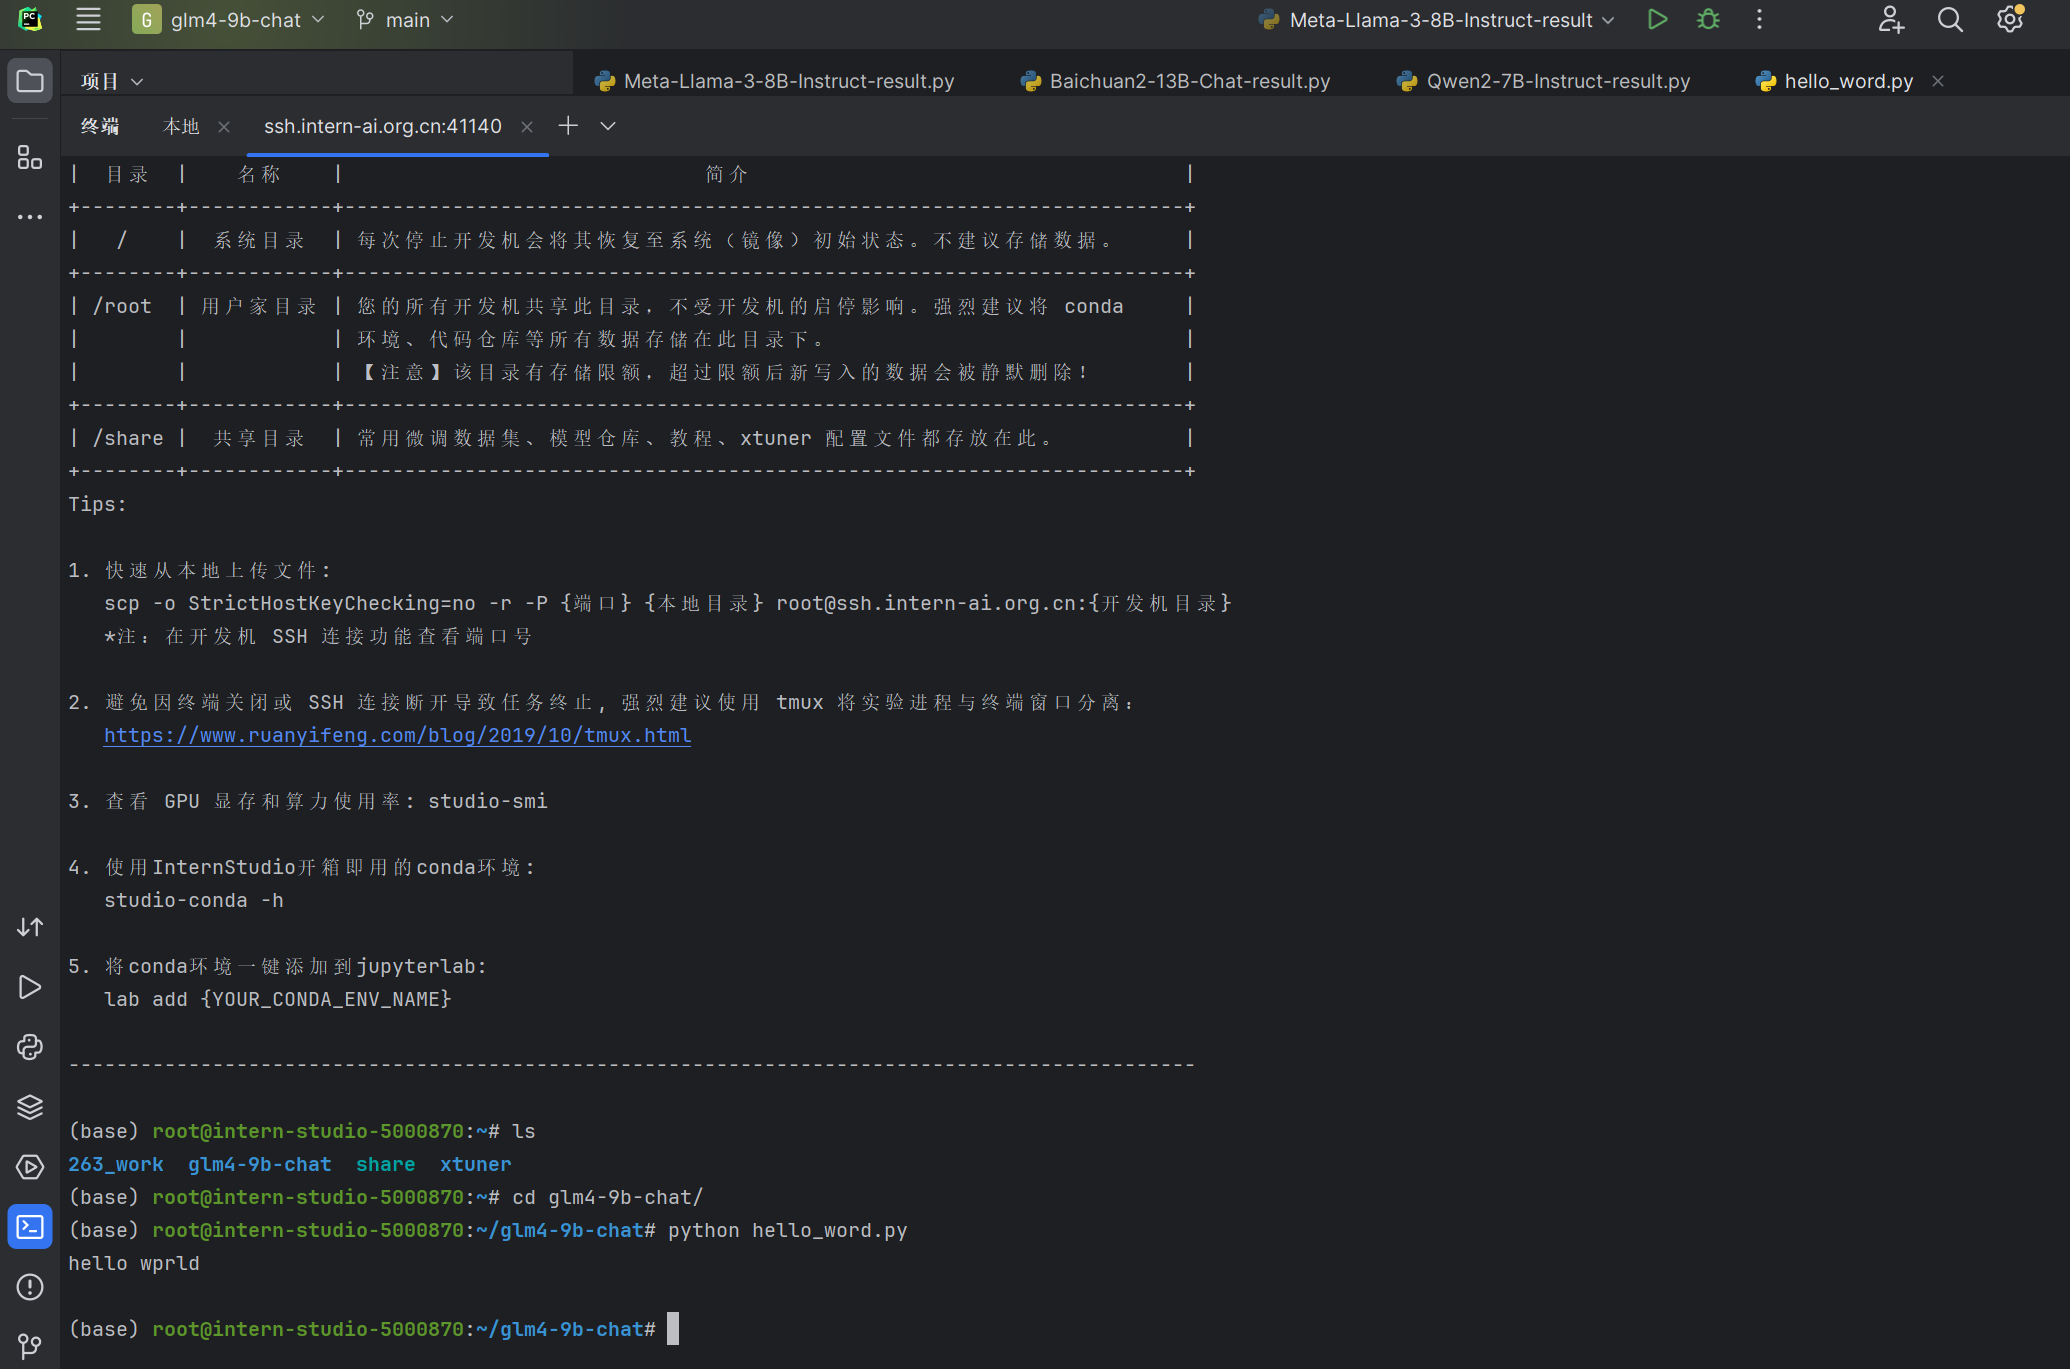 PC
G glm4-9b-chat main Meta-Llama-3-8B-Instruct-result
项目 Meta-Llama-3-8B-Instruct-result.py Baichuan2-13B-Chat-result.py Qwen2-7B-Instruct-result.py hello_word.py
终端 本地 ssh.intern-ai.org.cn:41140
| 目录 | 名称 | 简介 |
+--------+------------+----------------------------------------------------------------------+
| / | 系统目录 | 每次停止开发机会将其恢复至系统（镜像）初始状态。不建议存储数据。 |
+--------+------------+----------------------------------------------------------------------+
| /root | 用户家目录 | 您的所有开发机共享此目录，不受开发机的启停影响。强烈建议将 conda |
| | | 环境、代码仓库等所有数据存储在此目录下。 |
| | | 【注意】该目录有存储限额，超过限额后新写入的数据会被静默删除！ |
+--------+------------+----------------------------------------------------------------------+
| /share | 共享目录 | 常用微调数据集、模型仓库、教程、xtuner 配置文件都存放在此。 |
+--------+------------+----------------------------------------------------------------------+
Tips:
1. 快速从本地上传文件：
scp -o StrictHostKeyChecking=no -r -P {端口} {本地目录} root@ssh.intern-ai.org.cn:{开发机目录}
*注：在开发机 SSH 连接功能查看端口号
2. 避免因终端关闭或 SSH 连接断开导致任务终止，强烈建议使用 tmux 将实验进程与终端窗口分离：
https://www.ruanyifeng.com/blog/2019/10/tmux.html
3. 查看 GPU 显存和算力使用率：studio-smi
4. 使用InternStudio开箱即用的conda环境：
studio-conda -h
5. 将conda环境一键添加到jupyterlab:
lab add {YOUR_CONDA_ENV_NAME}
----------------------------------------------------------------------------------------------
(base) root@intern-studio-5000870:~# ls
263_work glm4-9b-chat share xtuner
(base) root@intern-studio-5000870:~# cd glm4-9b-chat/
(base) root@intern-studio-5000870:~/glm4-9b-chat# python hello_word.py
hello wprld
(base) root@intern-studio-5000870:~/glm4-9b-chat#